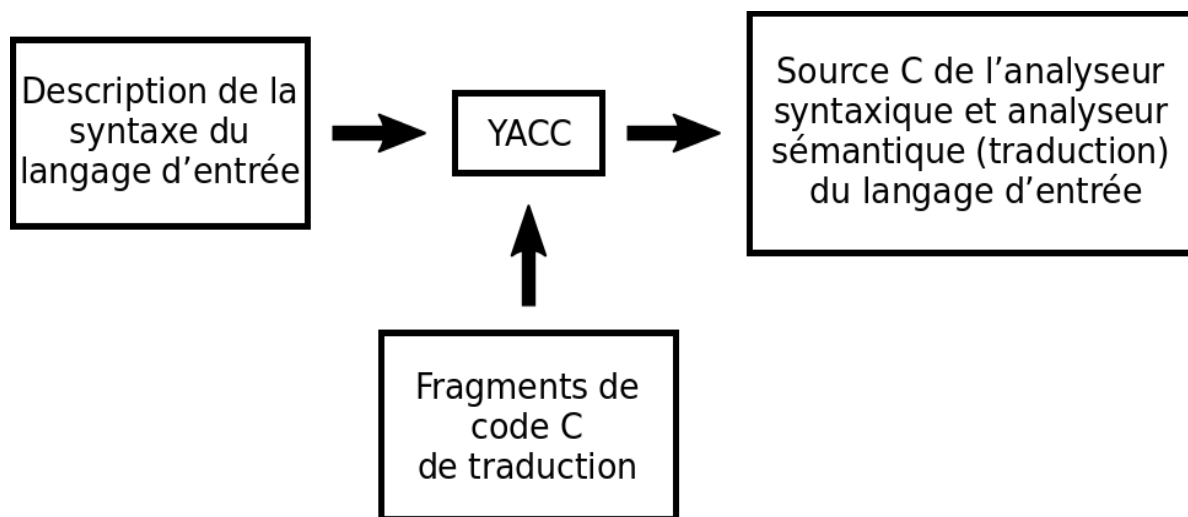 Description de la
syntaxe du
langage d’entrée
YACC
Source C de l’analyseur
syntaxique et analyseur
sémantique (traduction)
du langage d’entrée
Fragments de
code C
de traduction